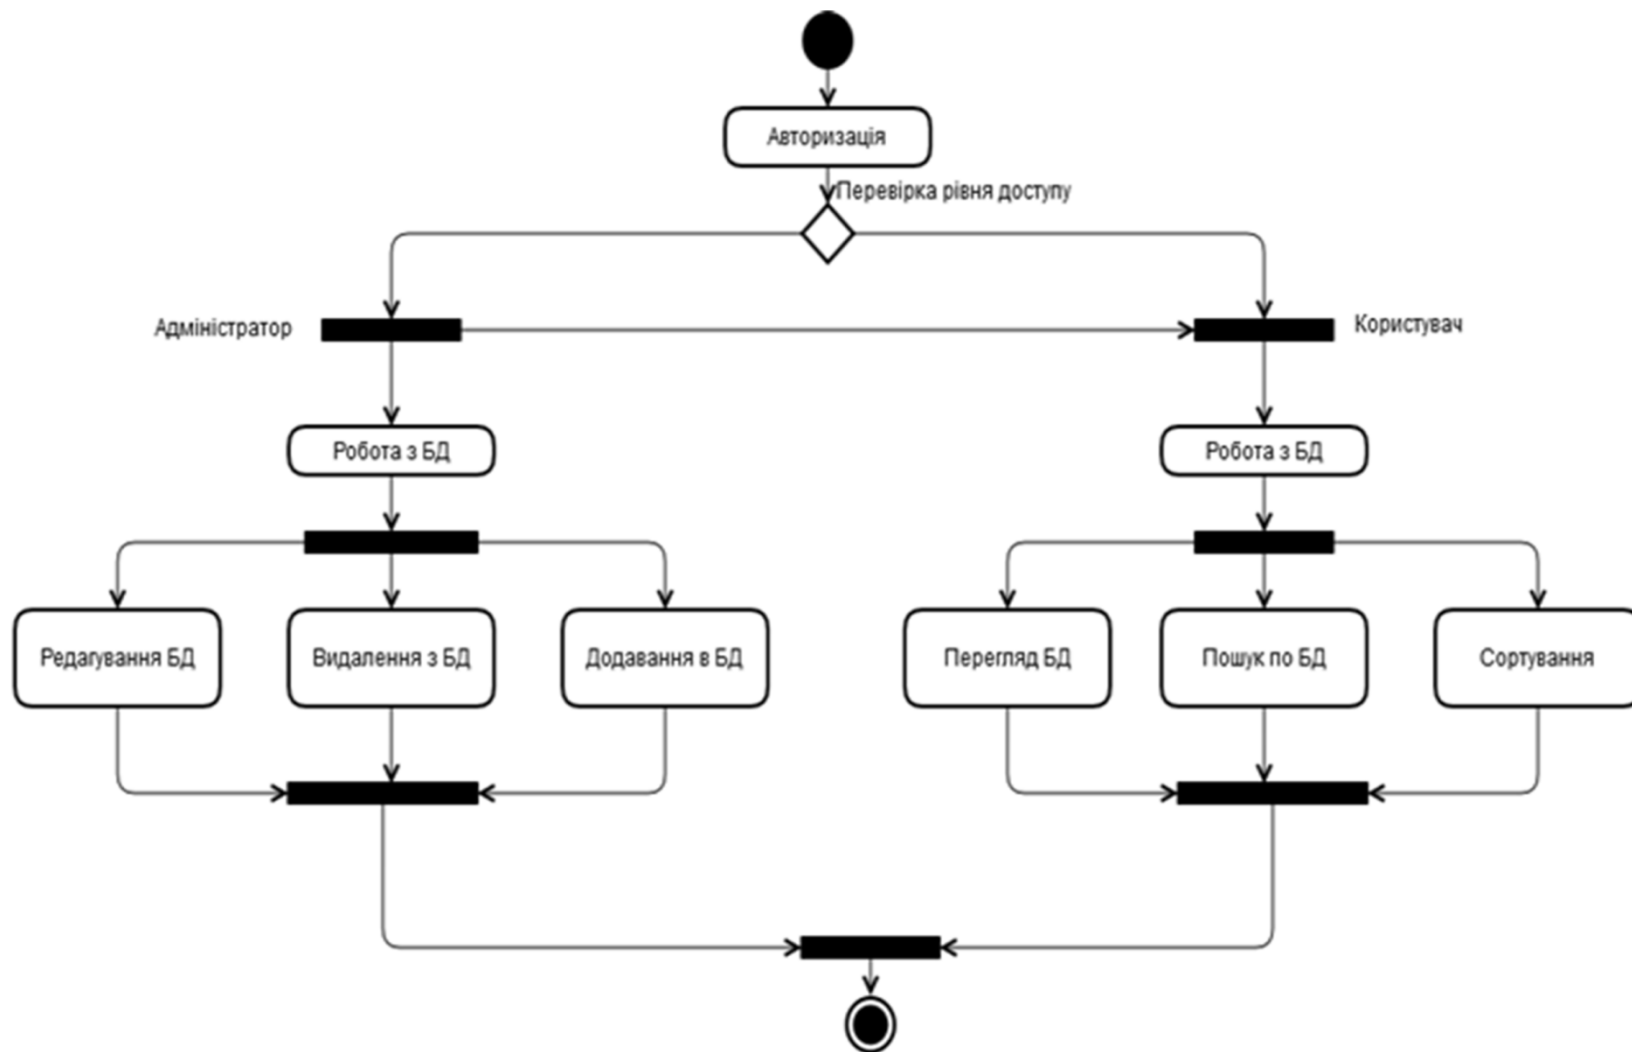 Авторизація
Перевірка рівня доступу
Адміністратор
Користувач
Робота з БД
Робота з БД
Редагування БД
Видалення з БД
Додавання в БД
Перегляд БД
Пошук по БД
Сортування